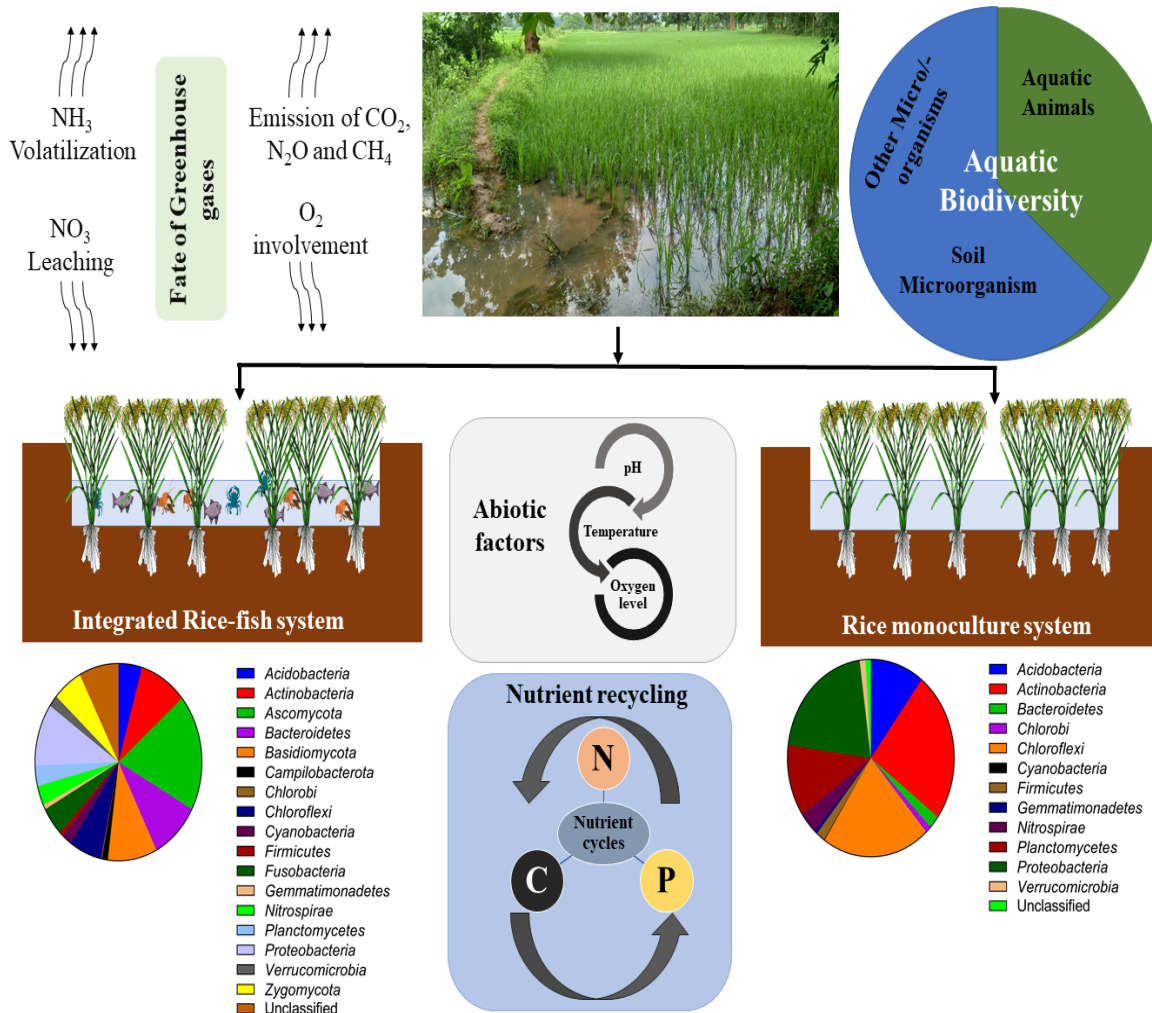 NH₃
Volatilization
NO₃
Leaching
Fate of Greenhouse
gases
Emission of CO₂,
N₂O and CH₄
O₂
involvement
Other Micro/-
organisms
Aquatic
Animals
Aquatic
Biodiversity
Soil
Microorganism
Integrated Rice-fish system
Abiotic
factors
pH
Temperature
Oxygen
level
Rice monoculture system
Acidobacteria
Actinobacteria
Ascomycota
Bacteroidetes
Basidiomycota
Campilobacterota
Chlorobi
Chloroflexi
Cyanobacteria
Firmicutes
Fusobacteria
Gemmatimonadetes
Nitrospirae
Planctomycetes
Proteobacteria
Verrucomicrobia
Zygomycota
Unclassified
Nutrient recycling
N
Nutrient
cycles
C
P
Acidobacteria
Actinobacteria
Bacteroidetes
Chlorobi
Chloroflexi
Cyanobacteria
Firmicutes
Gemmatimonadetes
Nitrospirae
Planctomycetes
Proteobacteria
Verrucomicrobia
Unclassified